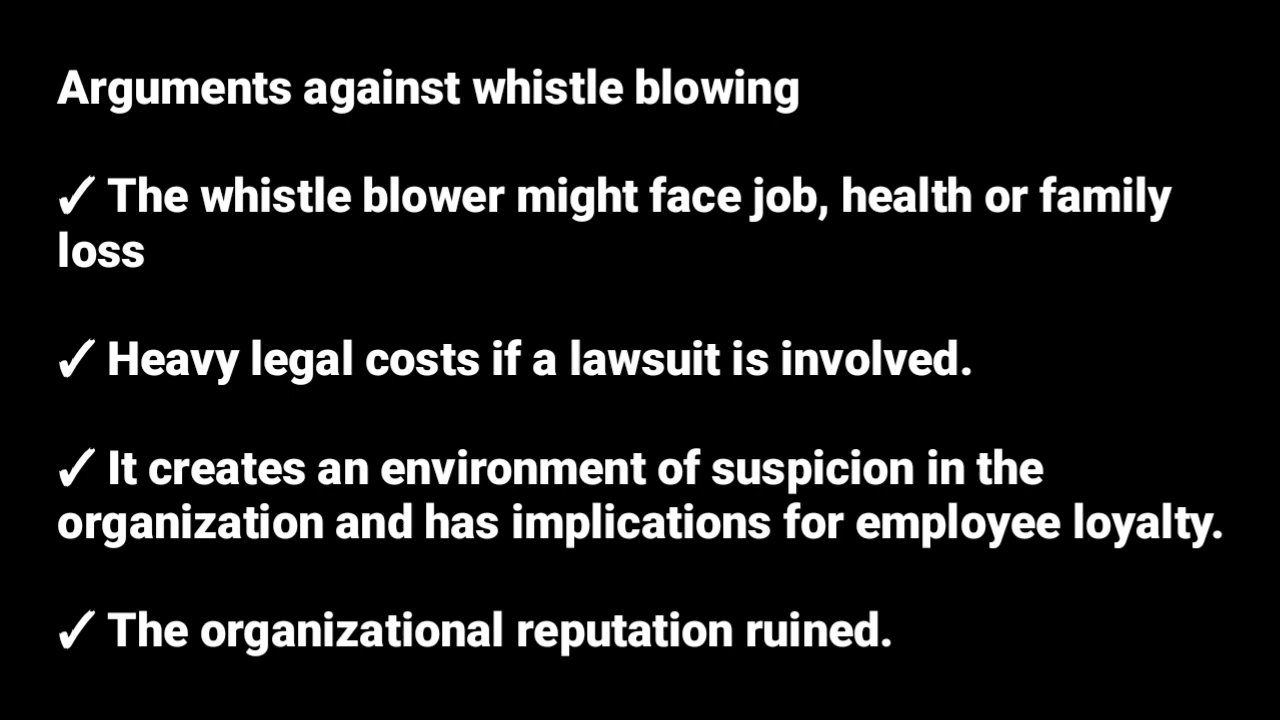 Arguments against whistle blowing
✓ The whistle blower might face job, health or family
loss
✓ Heavy legal costs if a lawsuit is involved.
✓ It creates an environment of suspicion in the
organization and has implications for employee loyalty.
✓ The organizational reputation ruined.